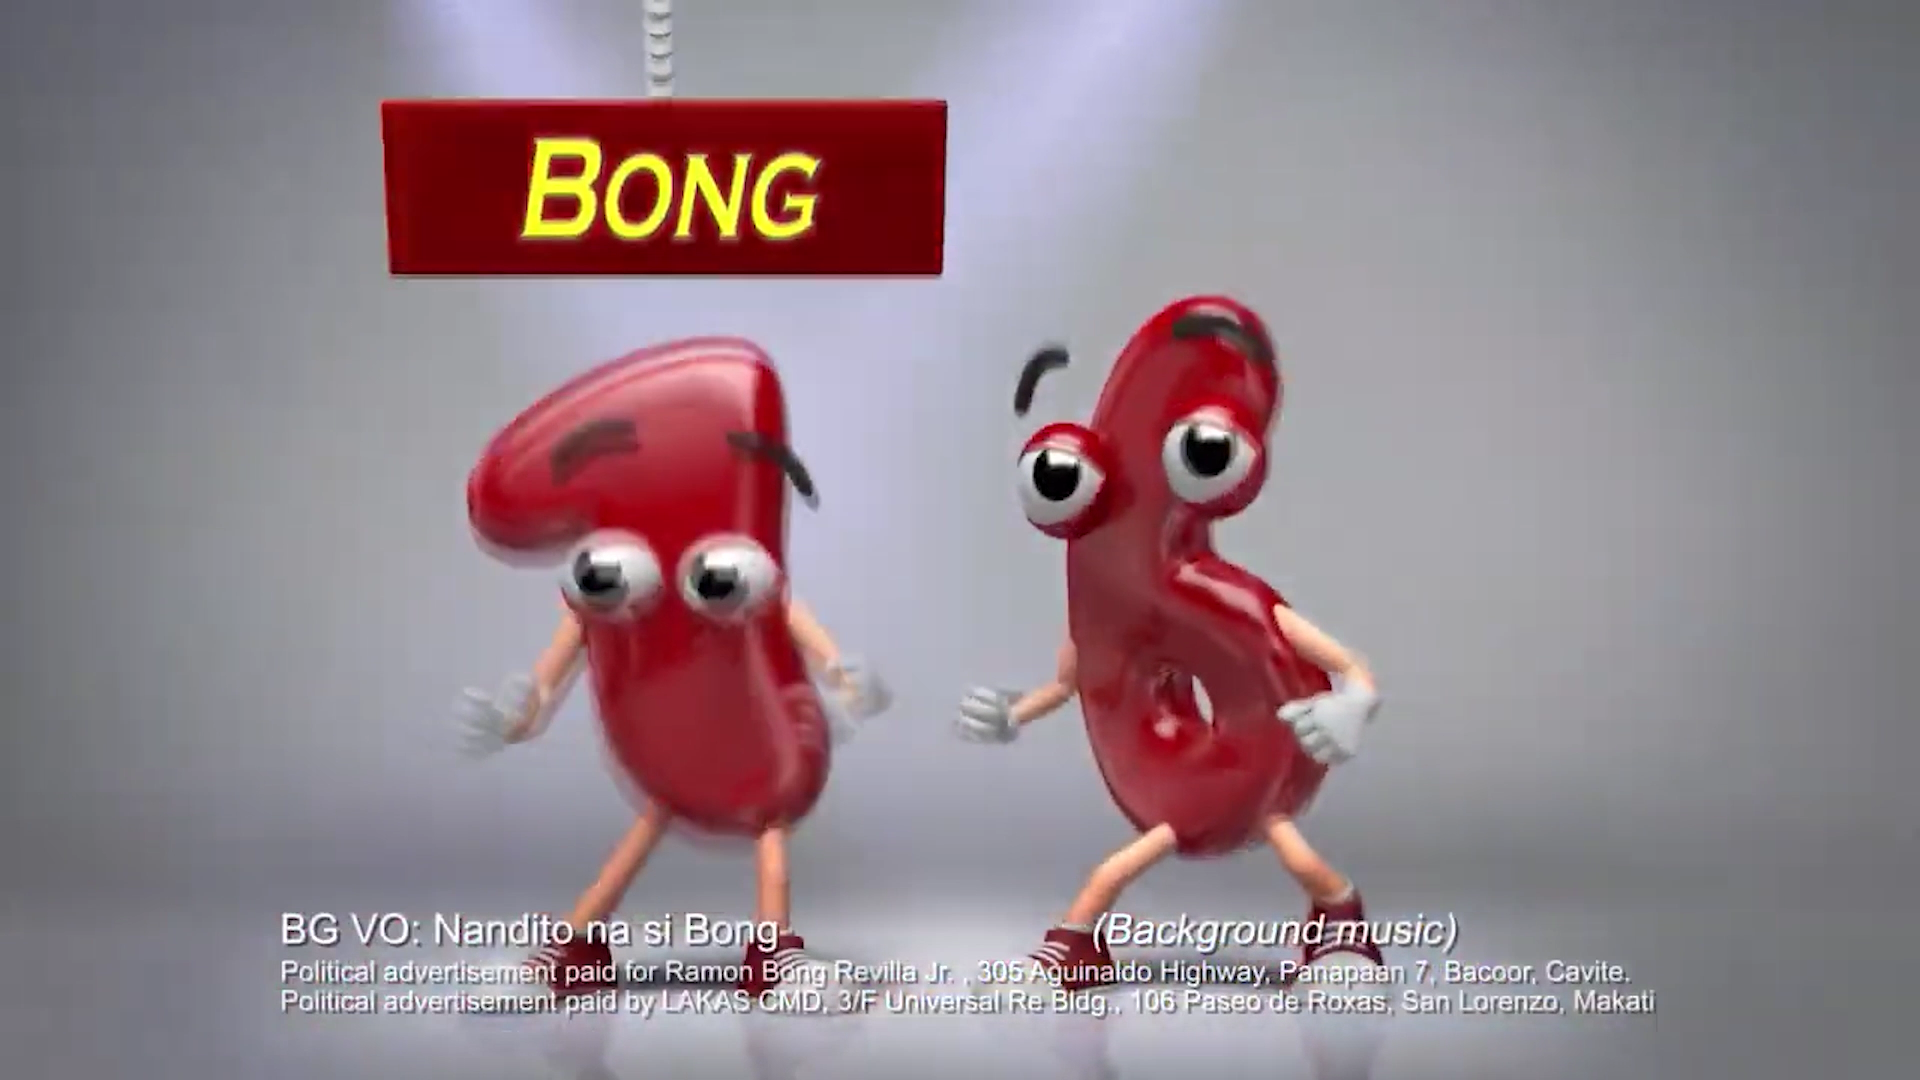 BONG
BG VO: Nandito na si Bong (Background music)
Political advertisement paid for Ramon Bong Revilla Jr. , 305 Aguinaldo Highway, Panapaan 7, Bacoor, Cavite.
Political advertisement paid by LAKAS CMD, 3/F Universal Re Bldg., 106 Paseo de Roxas, San Lorenzo, Makati